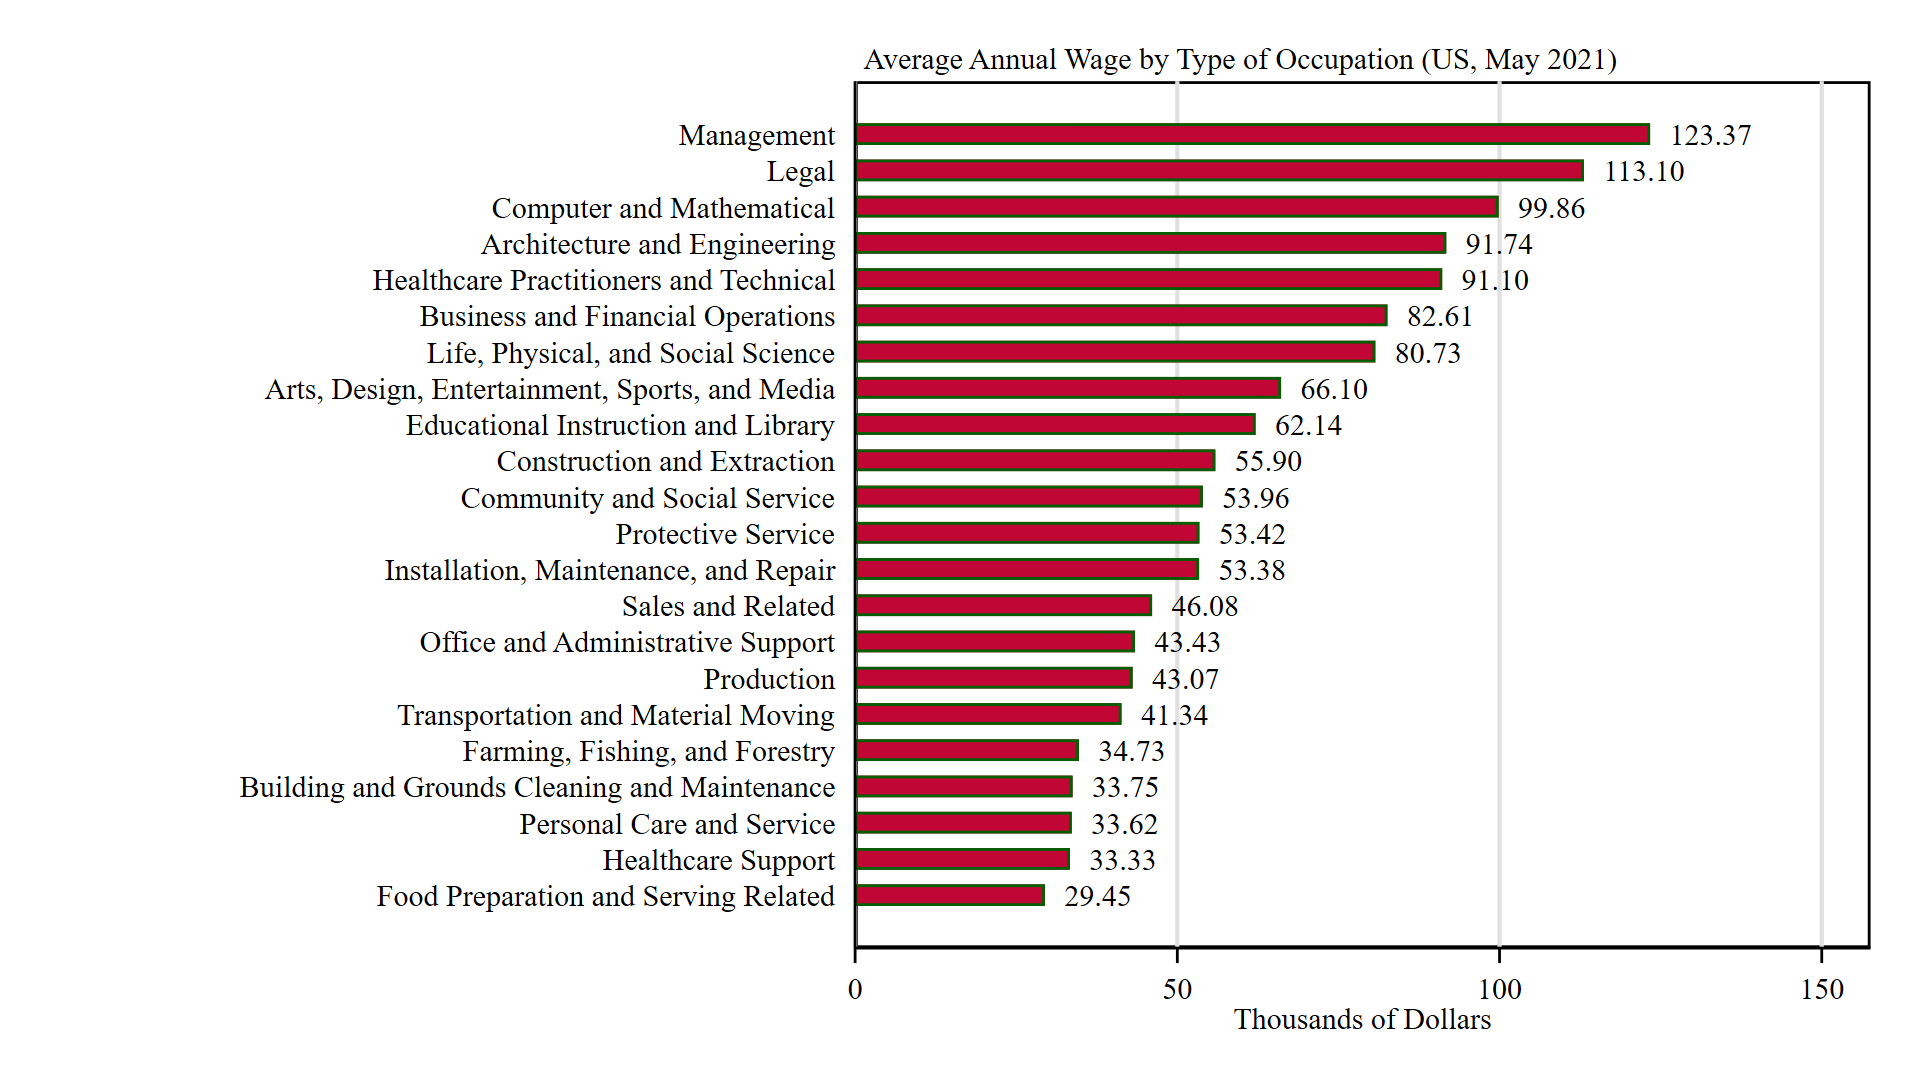 Average Annual Wage by Type of Occupation (US, May 2021)
Management 123.37
Legal 113.10
Computer and Mathematical 99.86
Architecture and Engineering 91.74
Healthcare Practitioners and Technical 91.10
Business and Financial Operations 82.61
Life, Physical, and Social Science 80.73
Arts, Design, Entertainment, Sports, and Media 66.10
Educational Instruction and Library 62.14
Construction and Extraction 55.90
Community and Social Service 53.96
Protective Service 53.42
Installation, Maintenance, and Repair 53.38
Sales and Related 46.08
Office and Administrative Support 43.43
Production 43.07
Transportation and Material Moving 41.34
Farming, Fishing, and Forestry 34.73
Building and Grounds Cleaning and Maintenance 33.75
Personal Care and Service 33.62
Healthcare Support 33.33
Food Preparation and Serving Related 29.45
0 50 100 150
Thousands of Dollars